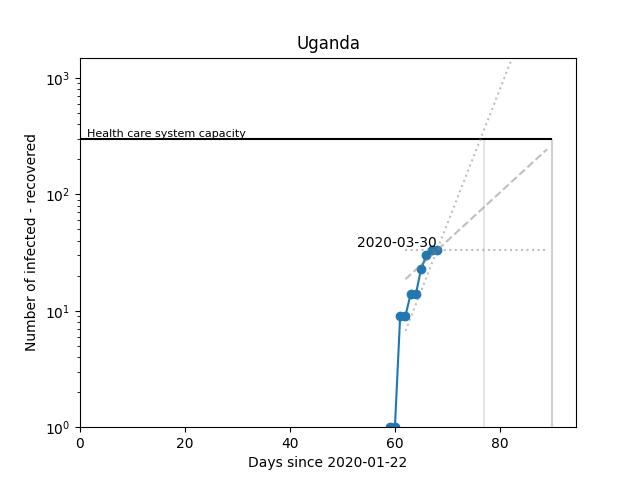 Uganda
Number of infected - recovered
10³
10²
10¹
10⁰
Health care system capacity
2020-03-30
0 20 40 60 80
Days since 2020-01-22